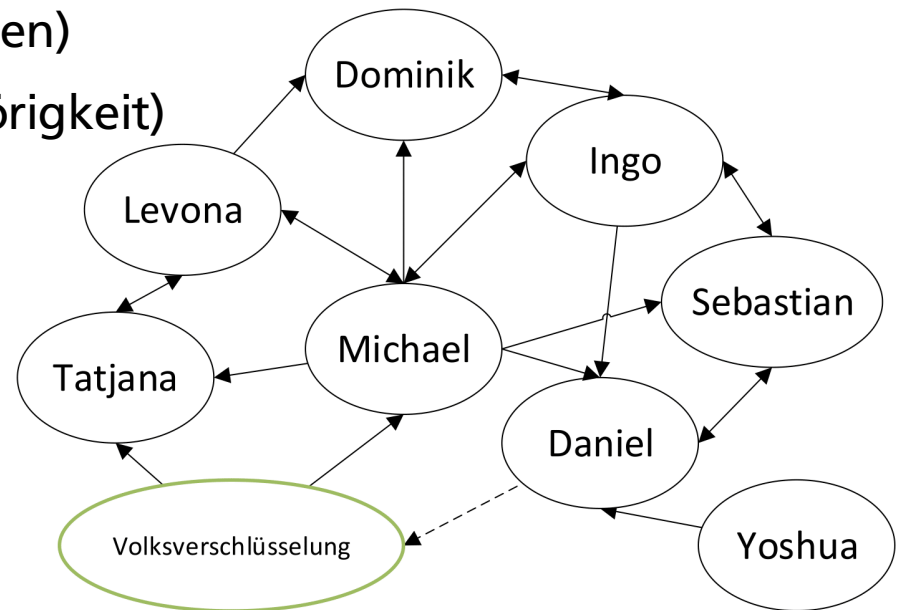 en)
örigkeit)
Dominik
Ingo
Levona
Sebastian
Michael
Tatjana
Daniel
Volksverschlüsselung
Yoshua